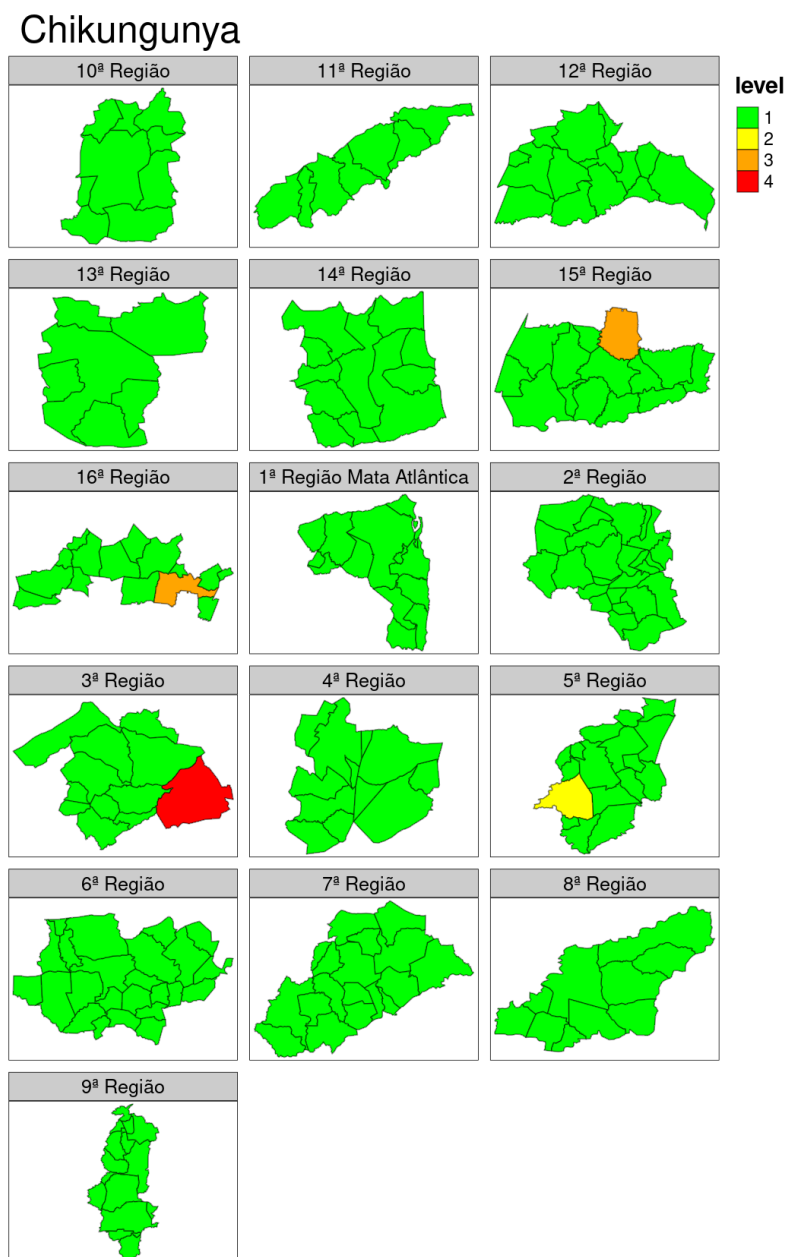 Chikungunya
10ª Região
11ª Região
12ª Região
level
1
2
3
4
13ª Região
14ª Região
15ª Região
16ª Região
1ª Região Mata Atlântica
2ª Região
3ª Região
4ª Região
5ª Região
6ª Região
7ª Região
8ª Região
9ª Região